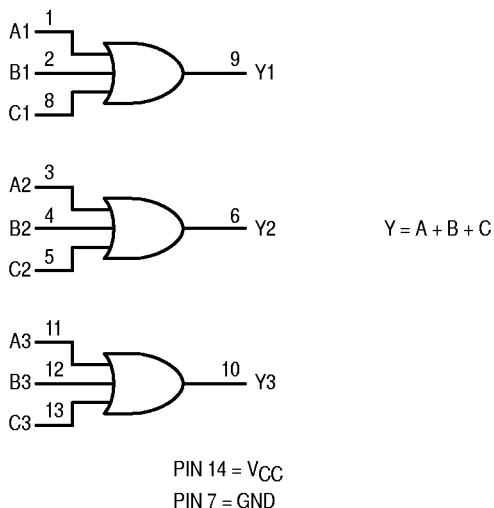 A1 1
B1 2
C1 8
9 Y1
A2 3
B2 4
C2 5
6 Y2
Y = A + B + C
A3 11
B3 12
C3 13
10 Y3
PIN 14 = VCC
PIN 7 = GND